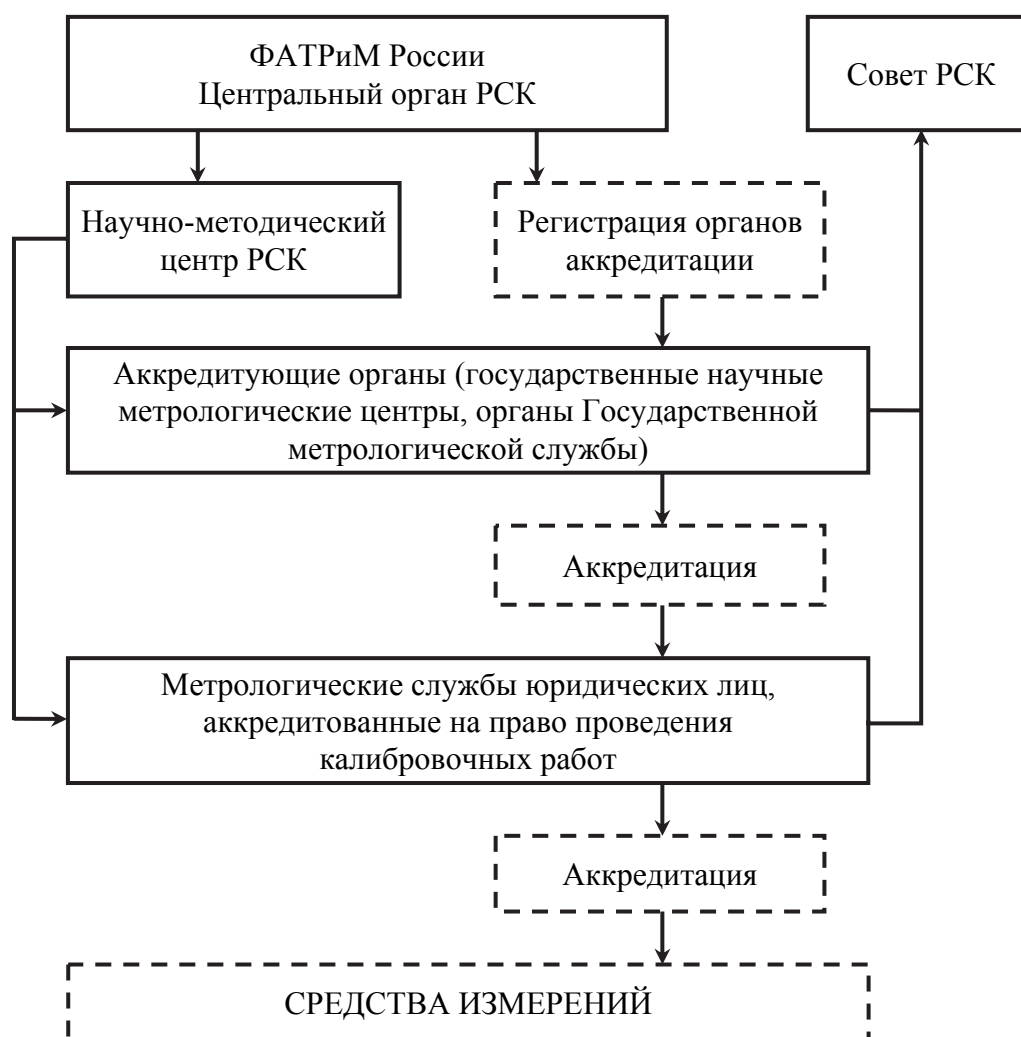 ФАТРиМ России
Центральный орган РСК
Совет РСК
Научно-методический
центр РСК
Регистрация органов
аккредитации
Аккредитующие органы (государственные научные
метрологические центры, органы Государственной
метрологической службы)
Аккредитация
Метрологические службы юридических лиц,
аккредитованные на право проведения
калибровочных работ
Аккредитация
СРЕДСТВА ИЗМЕРЕНИЙ